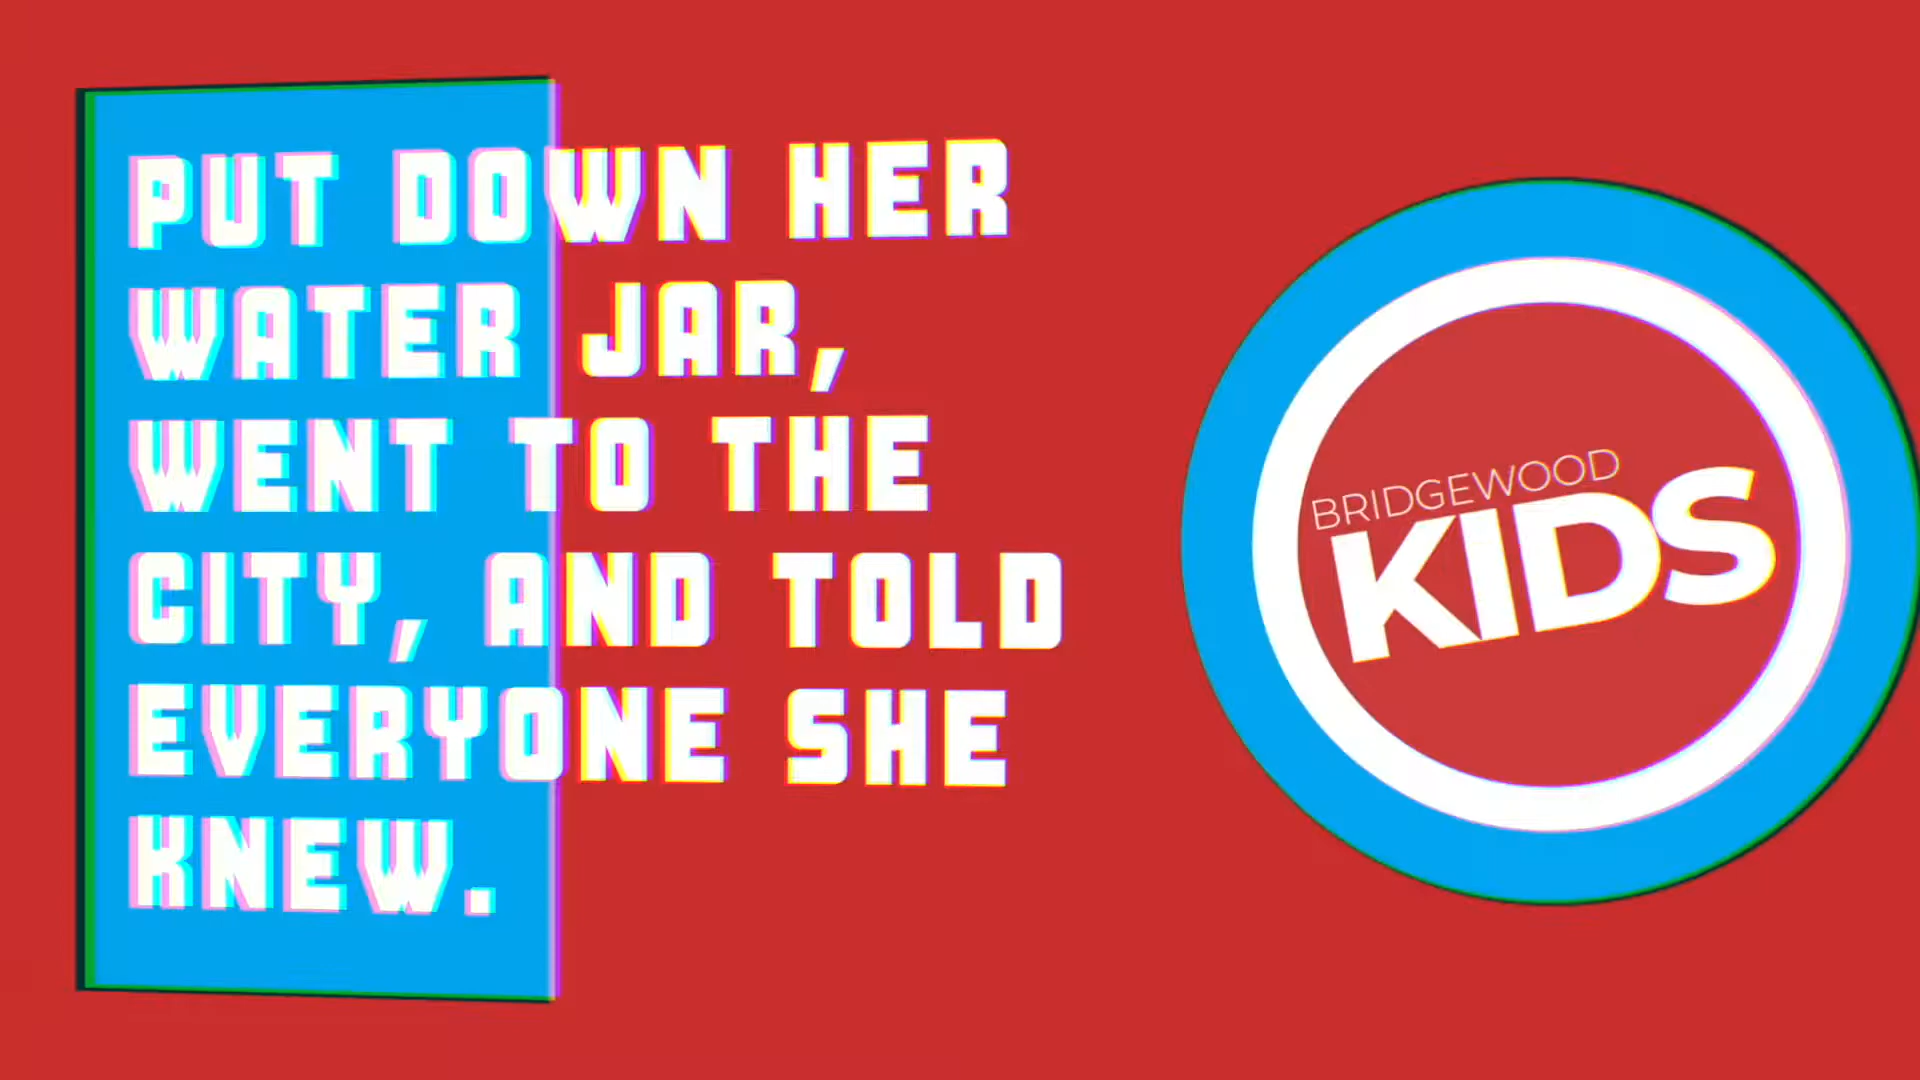 PUT DOWN HER
WATER JAR,
WENT TO THE
CITY, AND TOLD
EVERYONE SHE
KNEW.
BRIDGEWOOD
KIDS